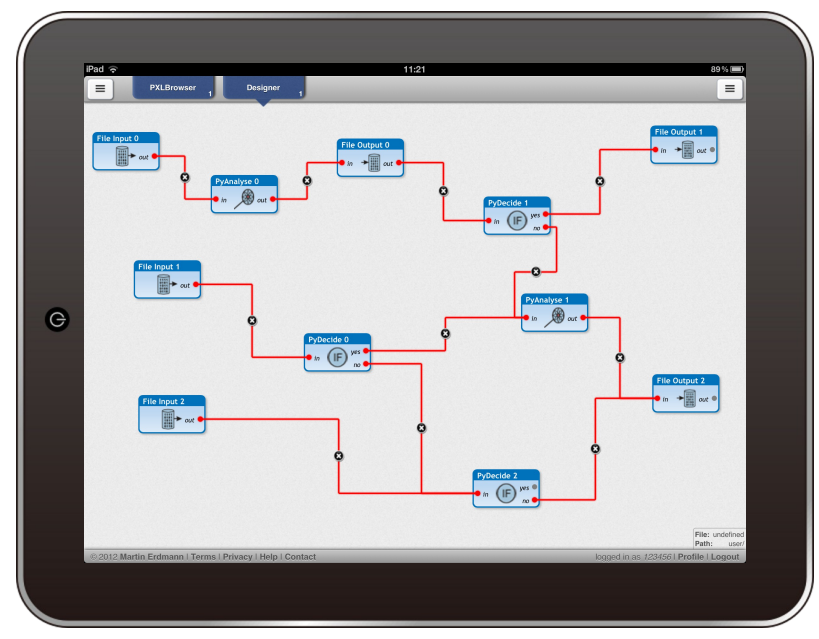 iPad 11:21 89 %
PXLBrowser 1 Designer 1
File Input 0
out
PyAnalyse 0
in out
File Output 0
in out
PyDecide 1
in IF yes
no
File Output 1
in out
File Input 1
out
PyDecide 0
in IF yes
no
PyAnalyse 1
in out
File Input 2
out
File Output 2
in out
PyDecide 2
in IF yes
no
File: undefined
Path: user/
© 2012 Martin Erdmann | Terms | Privacy | Help | Contact logged in as 123456 | Profile | Logout